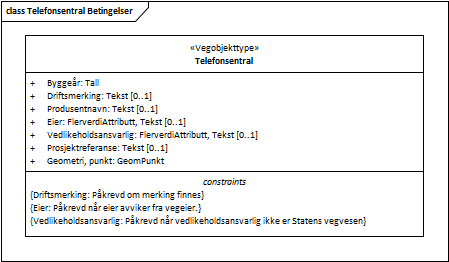 class Telefonsentral Betingelser
«Vegobjekttype»
Telefonsentral
+ Byggeår: Tall
+ Driftsmerking: Tekst [0..1]
+ Produsentnavn: Tekst [0..1]
+ Eier: FlerverdiAttributt, Tekst [0..1]
+ Vedlikeholdsansvarlig: FlerverdiAttributt, Tekst [0..1]
+ Prosjektreferanse: Tekst [0..1]
+ Geometri, punkt: GeomPunkt
constraints
{Driftsmerking: Påkrevd om merking finnes}
{Eier: Påkrevd når eier avviker fra vegeier.}
{Vedlikeholdsansvarlig: Påkrevd når vedlikeholdsansvarlig ikke er Statens vegvesen}